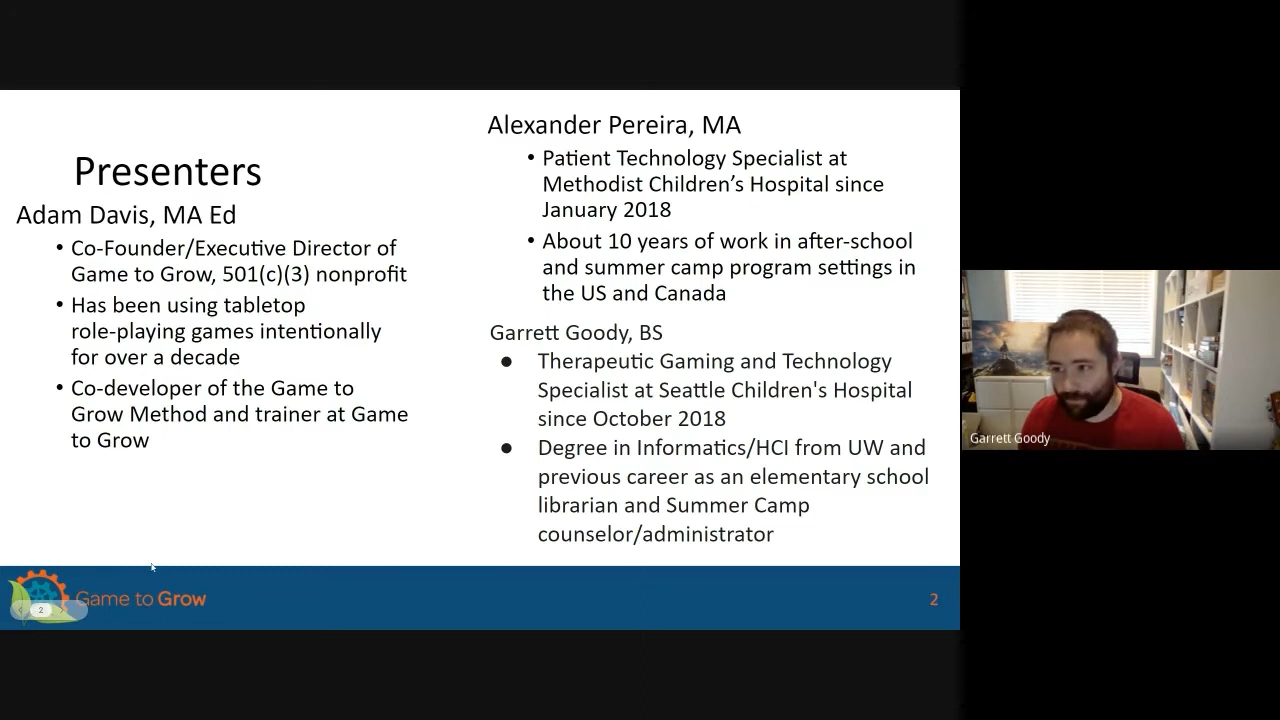 Presenters
Adam Davis, MA Ed
• Co-Founder/Executive Director of
Game to Grow, 501(c)(3) nonprofit
• Has been using tabletop
role-playing games intentionally
for over a decade
• Co-developer of the Game to
Grow Method and trainer at Game
to Grow
Alexander Pereira, MA
• Patient Technology Specialist at
Methodist Children’s Hospital since
January 2018
• About 10 years of work in after-school
and summer camp program settings in
the US and Canada
Garrett Goody, BS
● Therapeutic Gaming and Technology
Specialist at Seattle Children's Hospital
since October 2018
● Degree in Informatics/HCI from UW and
previous career as an elementary school
librarian and Summer Camp
counselor/administrator
Garrett Goody
2
Game to Grow
2